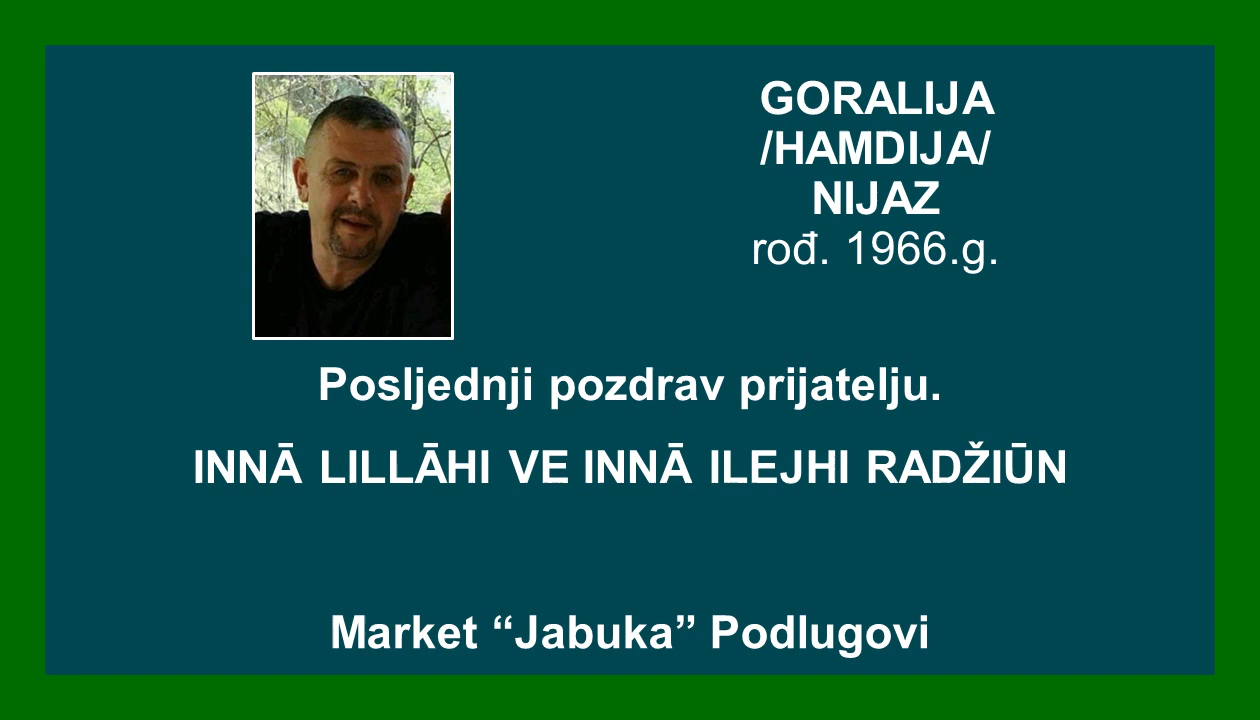 GORALIJA
/HAMDIJA/
NIJAZ
rođ. 1966.g.
Posljednji pozdrav prijatelju.
INNĀ LILLĀHI VE INNĀ ILEJHI RADŽIŪN
Market “Jabuka” Podlugovi